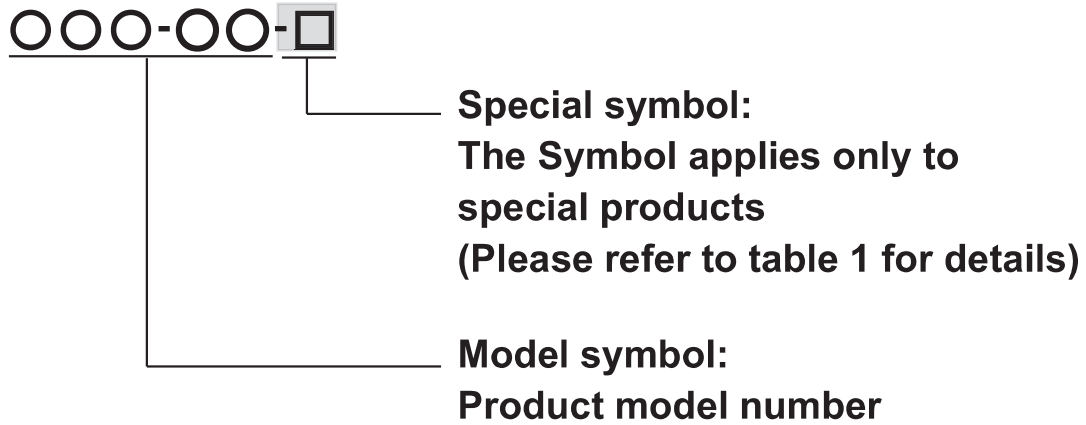 ○○○-○○-□
Special symbol:
The Symbol applies only to
special products
(Please refer to table 1 for details)
Model symbol:
Product model number